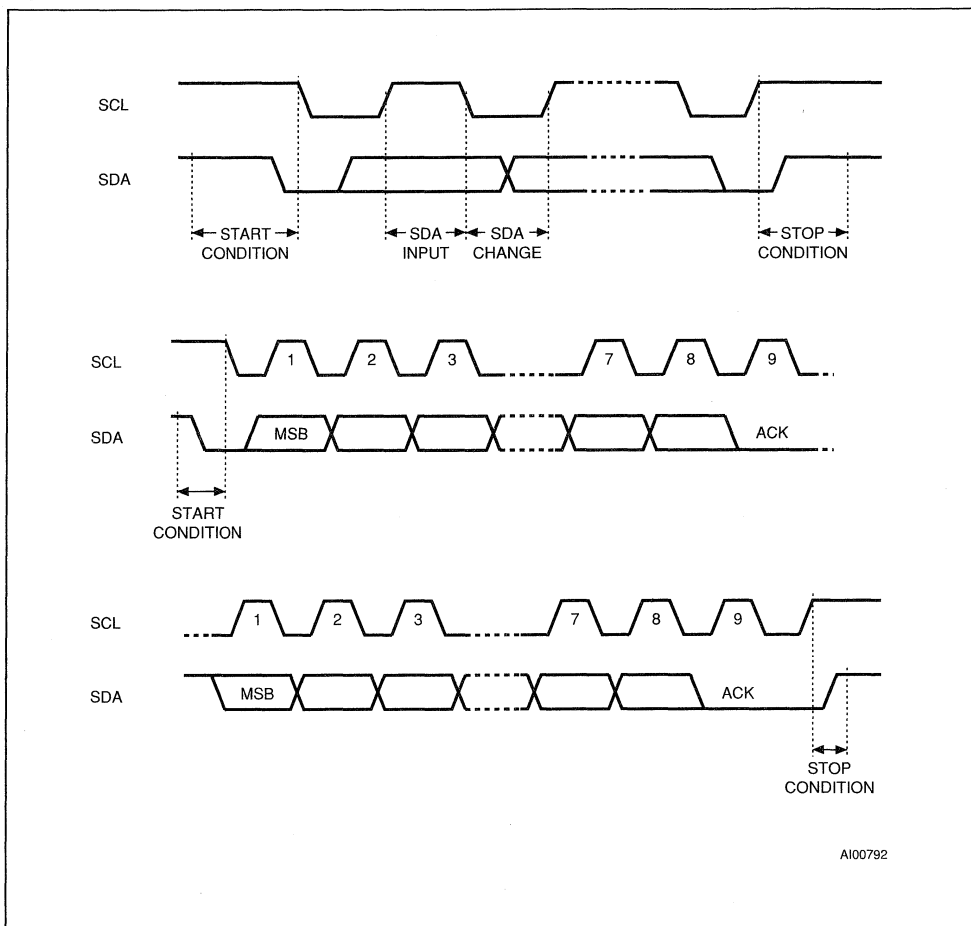 SCL
SDA
START
CONDITION
SDA
INPUT
SDA
CHANGE
STOP
CONDITION
SCL
1
2
3
7
8
9
SDA
MSB
ACK
START
CONDITION
SCL
1
2
3
7
8
9
SDA
MSB
ACK
STOP
CONDITION
AI00792